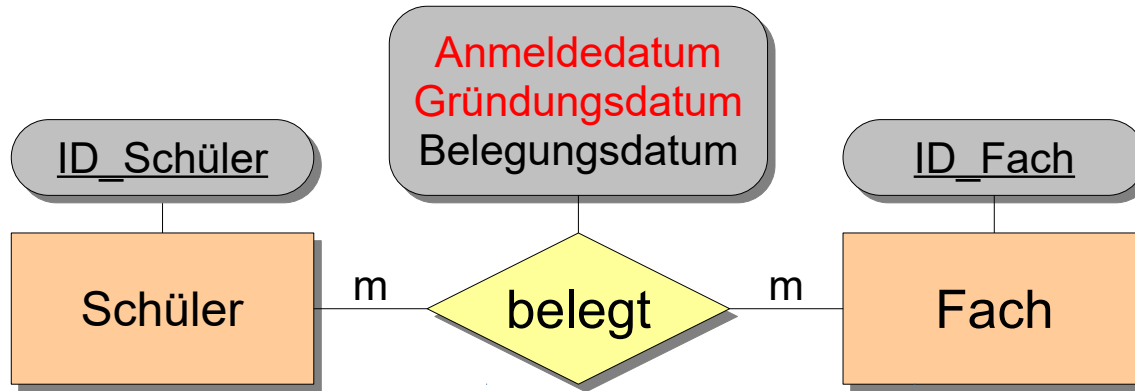 Anmeldedatum
Gründungsdatum
Belegungsdatum
ID_Schüler
ID_Fach
Schüler
m
belegt
m
Fach